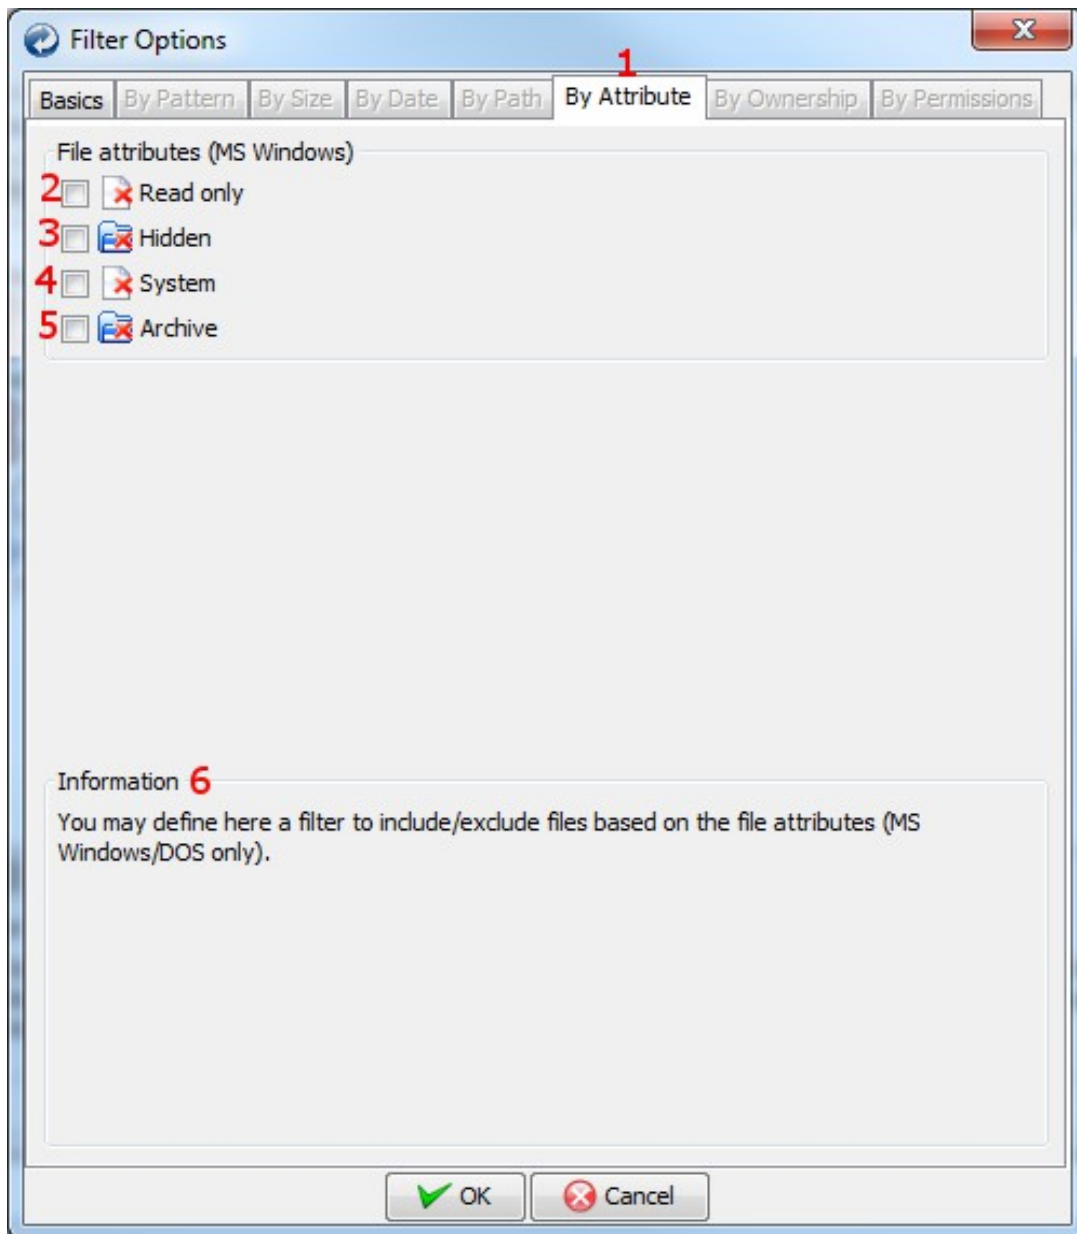 Filter Options
1
Basics By Pattern By Size By Date By Path By Attribute By Ownership By Permissions
File attributes (MS Windows)
2 Read only
3 Hidden
4 System
5 Archive
Information 6
You may define here a filter to include/exclude files based on the file attributes (MS
Windows/DOS only).
OK Cancel